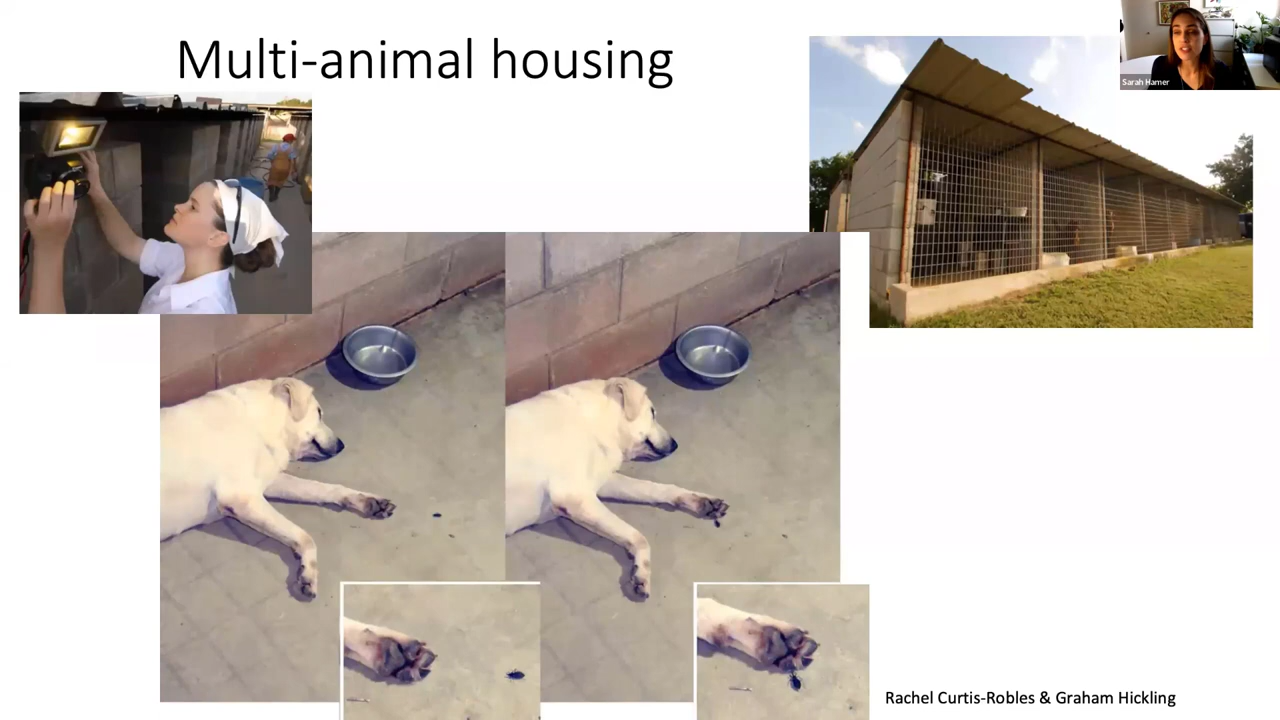 Multi-animal housing
Sarah Hamer
Rachel Curtis-Robles & Graham Hickling